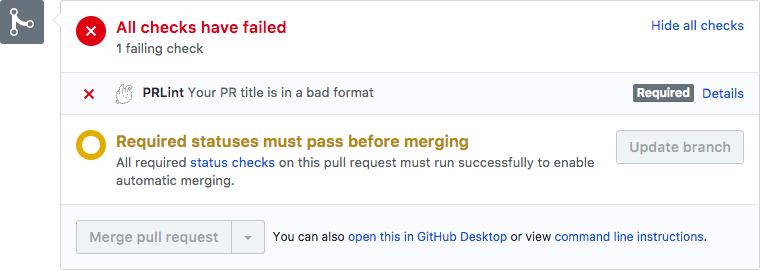 All checks have failed
Hide all checks
1 failing check
PRLint Your PR title is in a bad format
Required
Details
Required statuses must pass before merging
Update branch
All required status checks on this pull request must run successfully to enable
automatic merging.
Merge pull request
You can also open this in GitHub Desktop or view command line instructions.